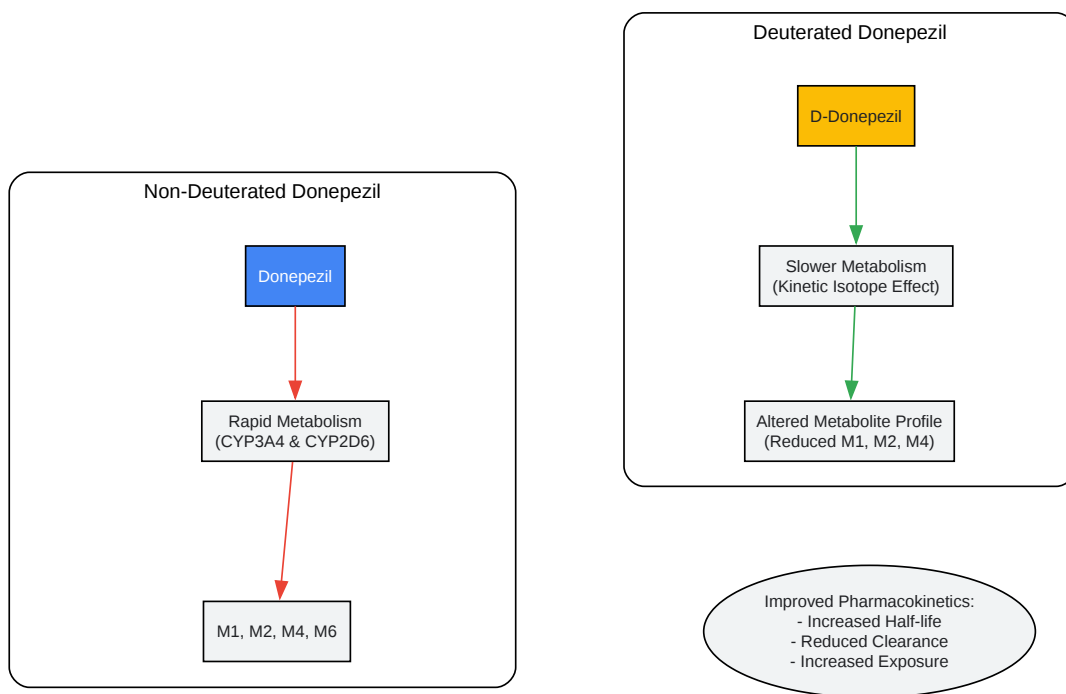 Non-Deuterated Donepezil
Donepezil
Rapid Metabolism
(CYP3A4 & CYP2D6)
M1, M2, M4, M6
Deuterated Donepezil
D-Donepezil
Slower Metabolism
(Kinetic Isotope Effect)
Altered Metabolite Profile
(Reduced M1, M2, M4)
Improved Pharmacokinetics:
- Increased Half-life
- Reduced Clearance
- Increased Exposure